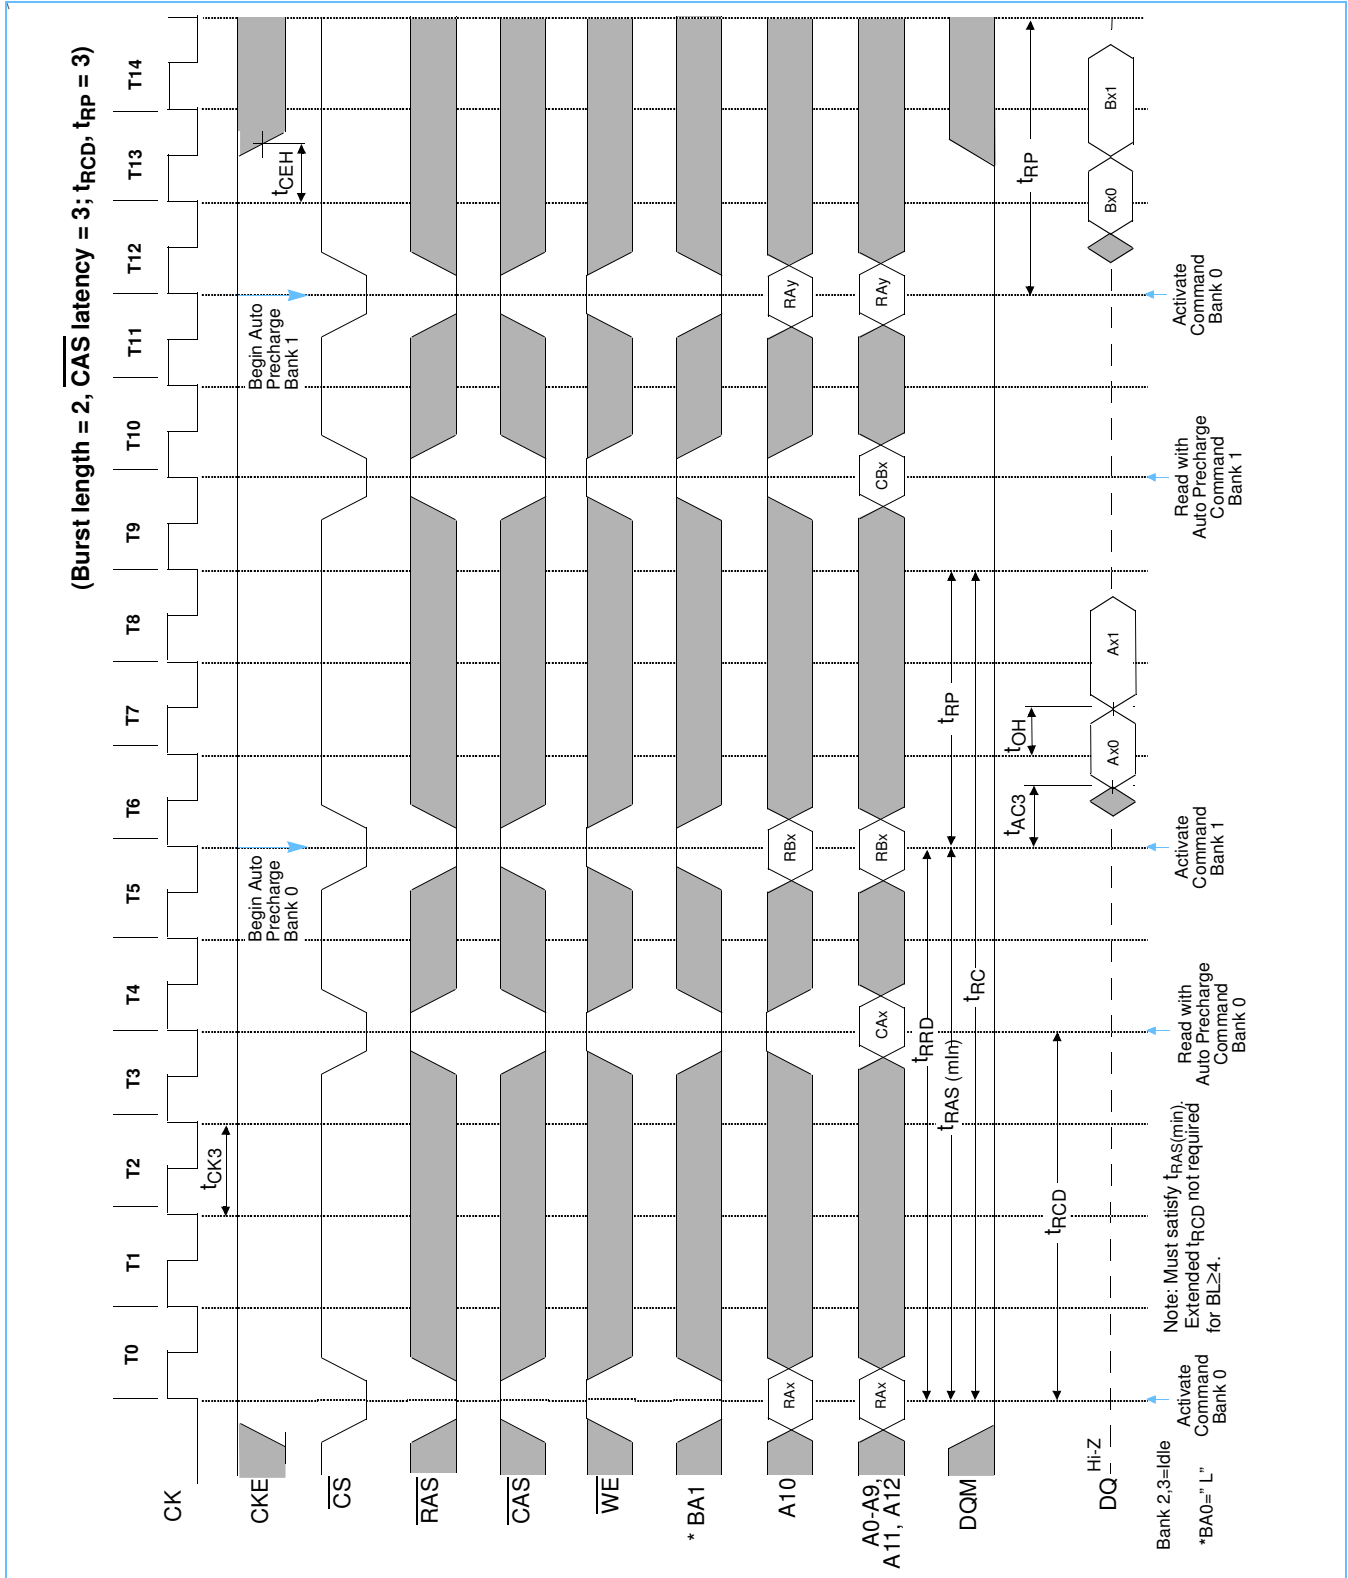 (Burst length = 2, CAS latency = 3; tRCD, tRP = 3)
T0 T1 T2 T3 T4 T5 T6 T7 T8 T9 T10 T11 T12 T13 T14
CK
tCK3
CKE
Begin Auto
Precharge
Bank 0
Begin Auto
Precharge
Bank 1
tCEH
CS
RAS
CAS
WE
* BA1
A10
RAx RBx RAy
A0-A9,
A11, A12
RAx CAx RBx CBx RAy
tRRD
tRAS (mIn)
tRP
tRC
DQM
tAC3
tOH
tRP
tRCD
DQ
Hi-Z
Ax0 Ax1 Bx0 Bx1
Activate
Command
Bank 0
Note: Must satisfy tRAS(min).
Extended tRCD not required
for BL≥4.
Read with
Auto Precharge
Command
Bank 0
Activate
Command
Bank 1
Read with
Auto Precharge
Command
Bank 1
Activate
Command
Bank 0
Bank 2,3=Idle
*BA0=" L"